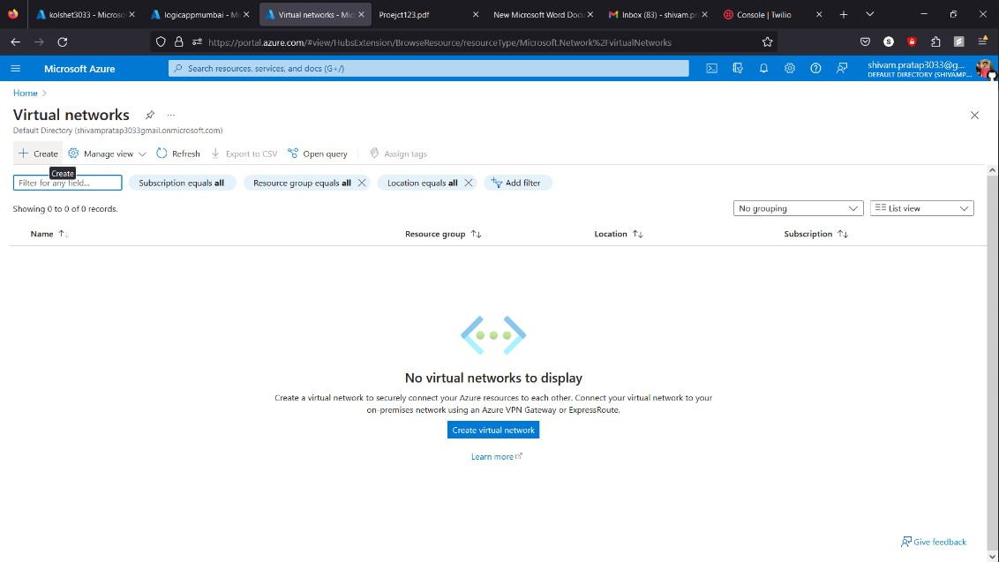 kolshet3033 - Microso
logicappmumbai - Mi
Virtual networks - Mic
Proejct123.pdf
New Microsoft Word Docu
Inbox (83) - shivam.pr
Console | Twilio
https://portal.azure.com/#view/HubsExtension/BrowseResource/resourceType/Microsoft.Network%2FvirtualNetworks
Microsoft Azure
Search resources, services, and docs (G+/)
shivam.pratap3033@g...
DEFAULT DIRECTORY (SHIVAMP...
Home
Virtual networks
Default Directory (shivampratap3033gmail.onmicrosoft.com)
Create Manage view Refresh Export to CSV Open query Assign tags
Create
Filter for any field... Subscription equals all Resource group equals all Location equals all Add filter
Showing 0 to 0 of 0 records. No grouping List view
Name Resource group Location Subscription
No virtual networks to display
Create a virtual network to securely connect your Azure resources to each other. Connect your virtual network to your
on-premises network using an Azure VPN Gateway or ExpressRoute.
Create virtual network
Learn more
Give feedback